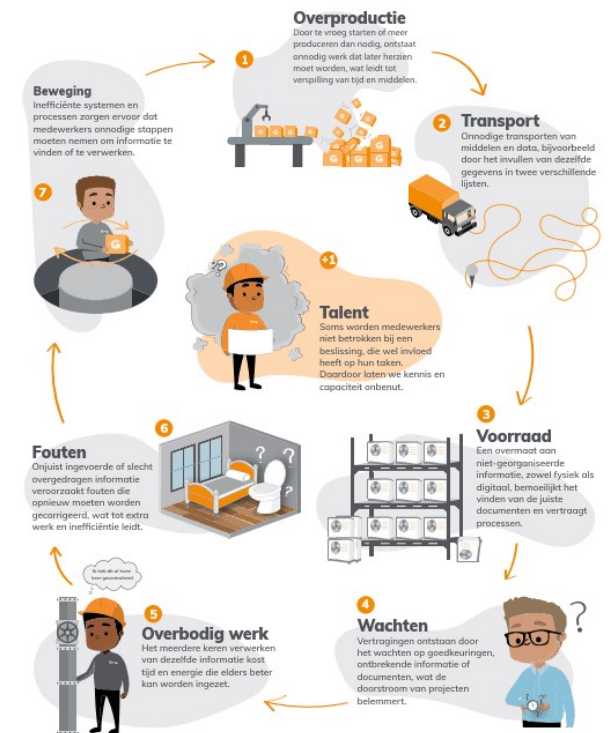 1
Overproductie
Door te vroeg starten of meer
produceren dan nodig, ontstaat
onnodig werk dat later herzien
moet worden, wat leidt tot
verspilling van tijd en middelen.
G G G G
2
Transport
Onnodige transporten van
middelen en data, bijvoorbeeld
door het invullen van dezelfde
gegevens in twee verschillende
lijsten.
3
Voorraad
Een overmaat aan
niet-georganiseerde
informatie, zowel fysiek als
digitaal, bemoeilijkt het
vinden van de juiste
documenten en vertraagt
processen.
4
Wachten
Vertragingen ontstaan door
het wachten op goedkeuringen,
ontbrekende informatie of
documenten, wat de
doorstroom van projecten
belemmert.
?
5
Overbodig werk
Het meerdere keren verwerken
van dezelfde informatie kost
tijd en energie die elders beter
kan worden ingezet.
Ik heb dit al twee
keer gecontroleerd
6
Fouten
Onjuist ingevoerde of slecht
overgedragen informatie
veroorzaakt fouten die
opnieuw moeten worden
gecorrigeerd, wat tot extra
werk en inefficiëntie leidt.
? ? ?
7
Beweging
Inefficiënte systemen en
processen zorgen ervoor dat
medewerkers onnodige stappen
moeten nemen om informatie te
vinden of te verwerken.
G
+1
Talent
Soms worden medewerkers
niet betrokken bij een
beslissing, die wel invloed
heeft op hun taken.
Daardoor laten we kennis en
capaciteit onbenut.
??